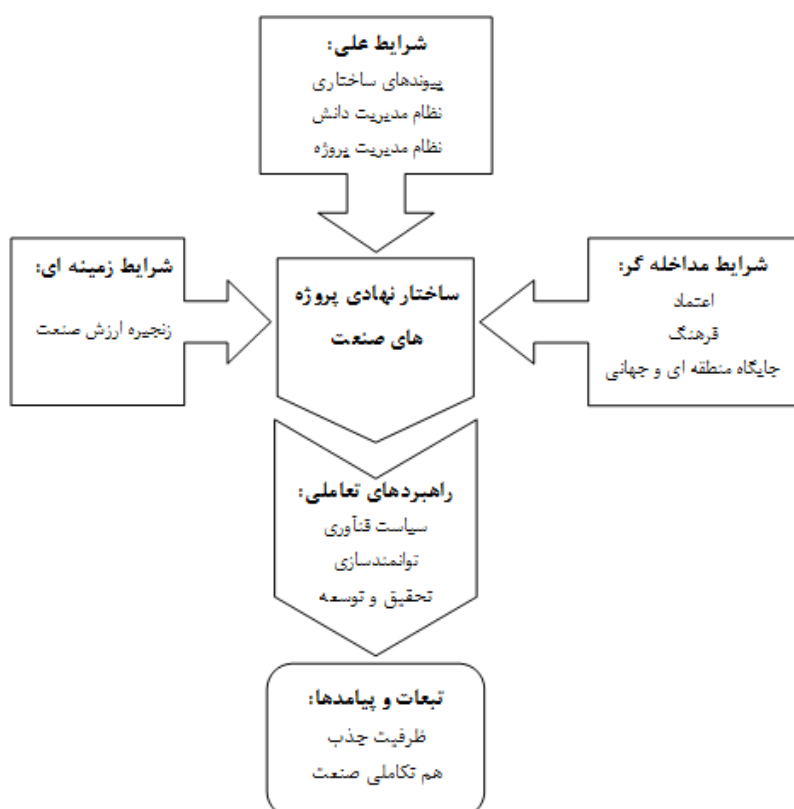 شرایط علی:
پیوندهای ساختاری
نظام مدیریت دانش
نظام مدیریت پروژه
شرایط مداخله گر:
اعتماد
فرهنگ
جایگاه منطقه ای و جهانی
ساختار نهادی پروژه
های صنعت
شرایط زمینه ای:
زنجیره ارزش صنعت
راهبردهای تعاملی:
سیاست فنآوری
توانمندسازی
تحقیق و توسعه
تبعات و پیامدها:
ظرفیت جذب
هم تکاملی صنعت